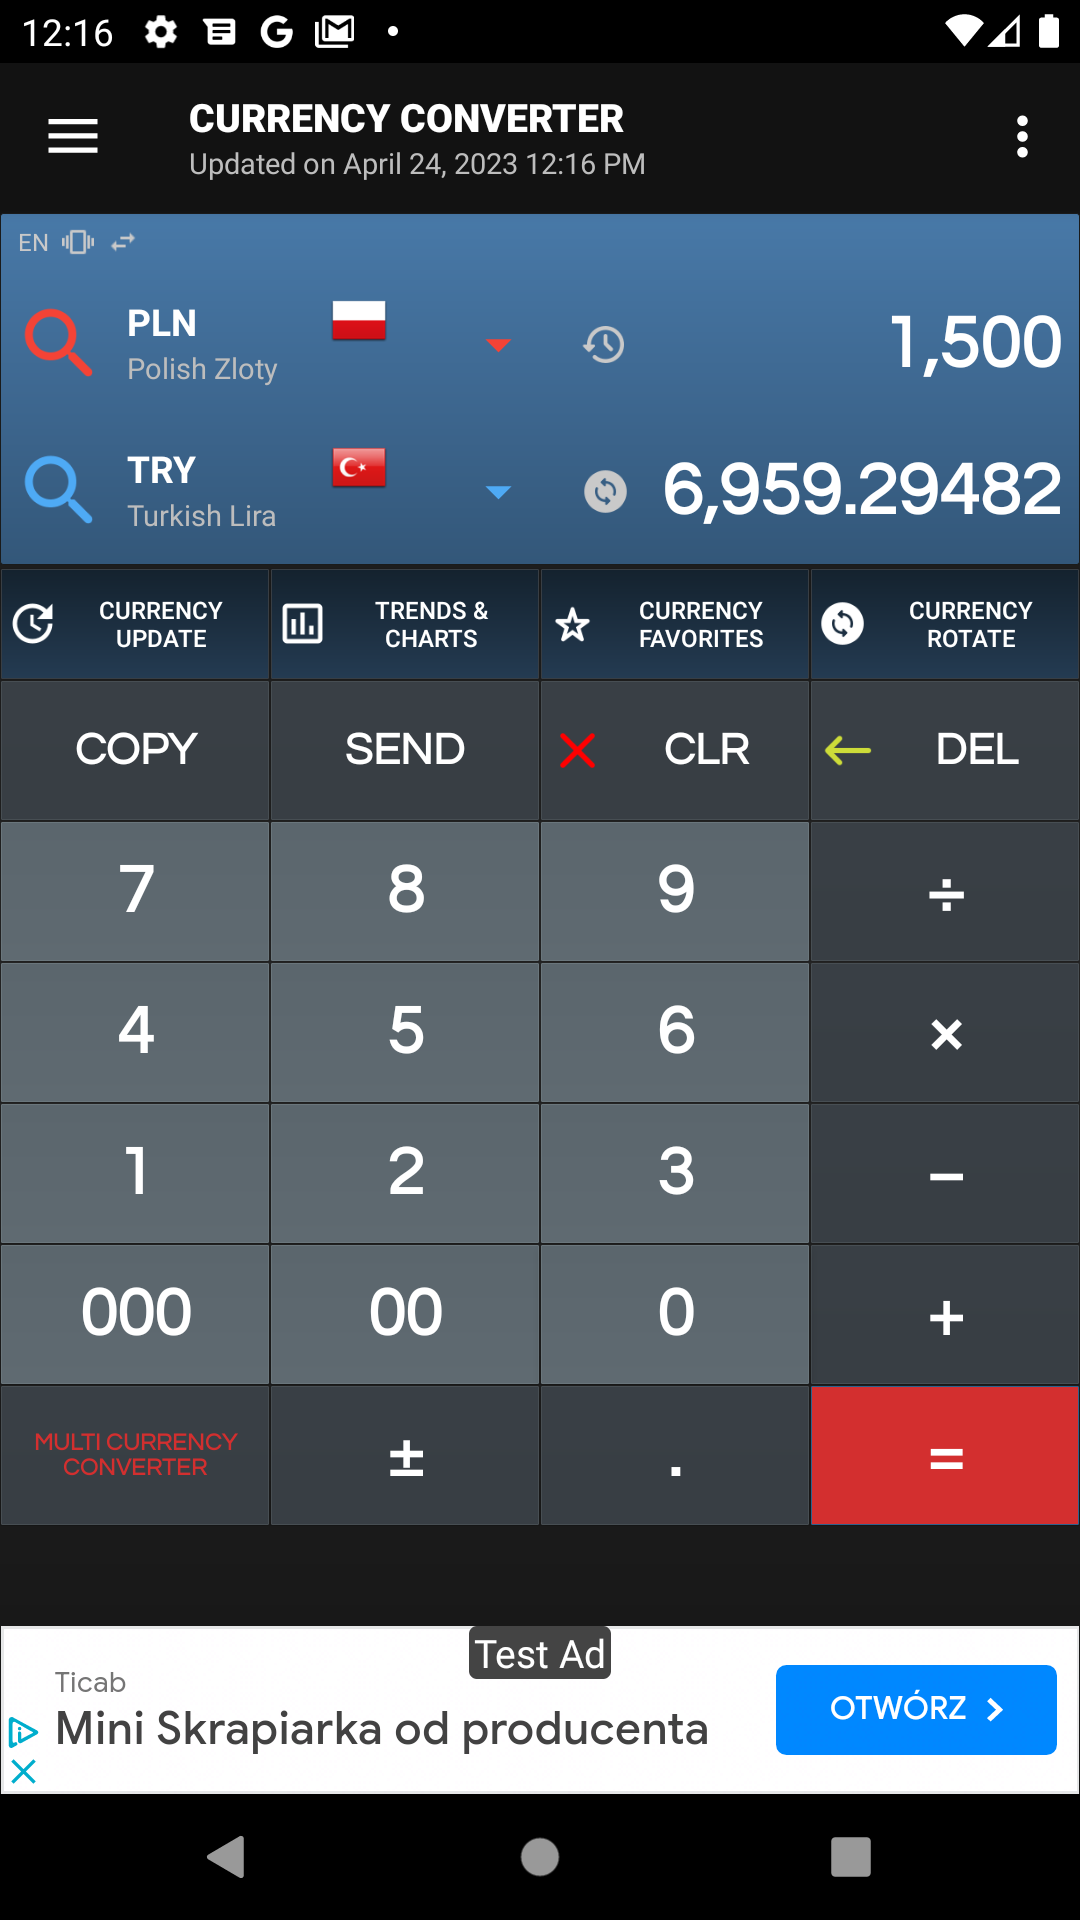 12:16
CURRENCY CONVERTER
Updated on April 24, 2023 12:16 PM
EN
PLN
Polish Zloty
1,500
TRY
Turkish Lira
6,959.29482
CURRENCY
UPDATE
TRENDS &
CHARTS
CURRENCY
FAVORITES
CURRENCY
ROTATE
COPY
SEND
CLR
DEL
7
8
9
÷
4
5
6
×
1
2
3
−
000
00
0
+
MULTI CURRENCY
CONVERTER
±
.
=
Test Ad
Ticab
Mini Skrapiarka od producenta
OTWÓRZ